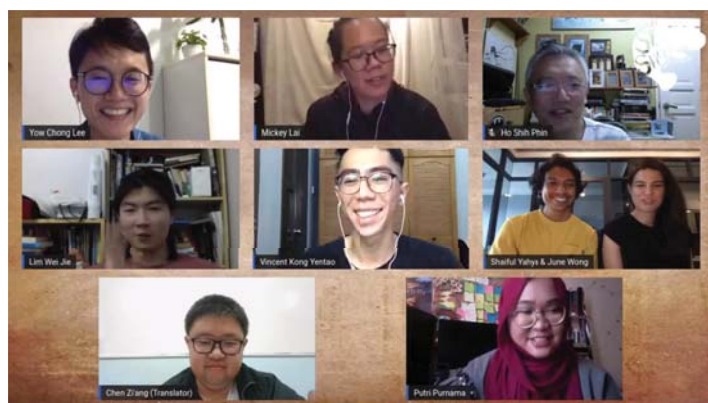 Yow Chong Lee
Mickey Lai
Ho Shih Phin
Lim Wei Jie
Vincent Kong Yentao
Shaiful Yahya & June Wong
Chen Zi'ang (Translator)
Putri Purnama